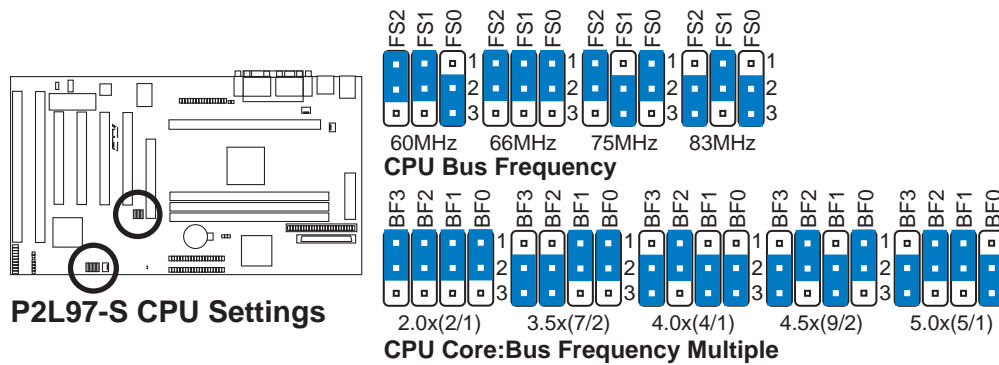 FS2 FS1 FS0 FS2 FS1 FS0 FS2 FS1 FS0 FS2 FS1 FS0
1 1 1 1
2 2 2 2
3 3 3 3
60MHz 66MHz 75MHz 83MHz
CPU Bus Frequency
BF3 BF2 BF1 BF0 BF3 BF2 BF1 BF0 BF3 BF2 BF1 BF0 BF3 BF2 BF1 BF0 BF3 BF2 BF1 BF0
1 1 1 1
2 2 2 2
3 3 3 3
2.0x(2/1) 3.5x(7/2) 4.0x(4/1) 4.5x(9/2) 5.0x(5/1)
CPU Core:Bus Frequency Multiple
P2L97-S CPU Settings